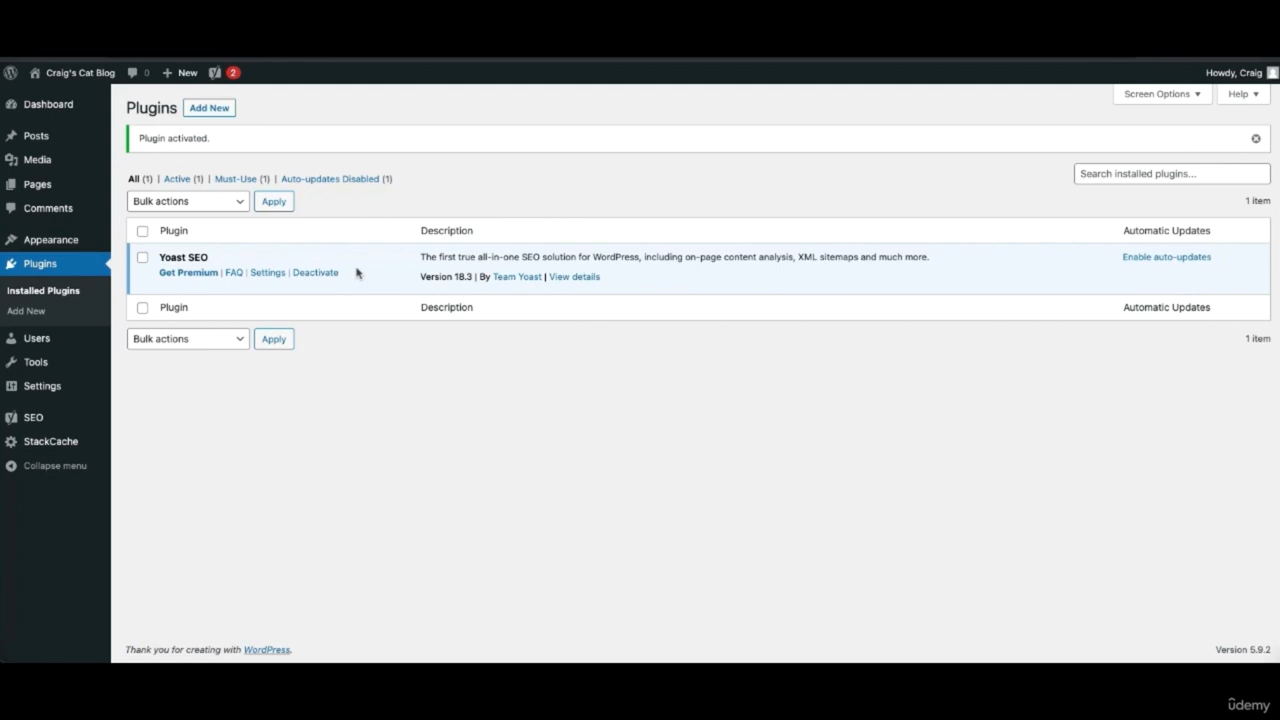 Craig's Cat Blog 0 + New 2 Howdy, Craig
Dashboard
Posts
Media
Pages
Comments
Appearance
Plugins
Installed Plugins
Add New
Users
Tools
Settings
SEO
StackCache
Collapse menu
Plugins Add New Screen Options ▼ Help ▼
Plugin activated.
All (1) | Active (1) | Must-Use (1) | Auto-updates Disabled (1)
Search installed plugins...
Bulk actions Apply 1 item
Plugin Description Automatic Updates
Yoast SEO The first true all-in-one SEO solution for WordPress, including on-page content analysis, XML sitemaps and much more. Enable auto-updates
Get Premium | FAQ | Settings | Deactivate Version 18.3 | By Team Yoast | View details
Plugin Description Automatic Updates
Bulk actions Apply 1 item
Thank you for creating with WordPress. Version 5.9.2
ûdemy